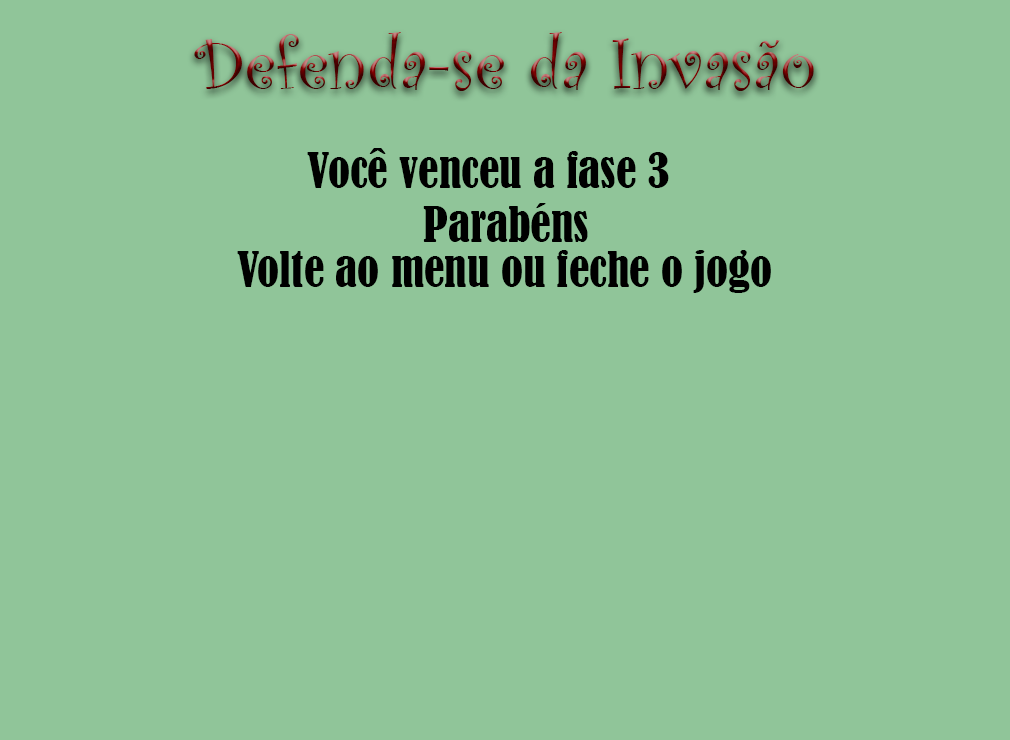 Defenda-se da Invasão
Você venceu a fase 3
Parabéns
Volte ao menu ou feche o jogo